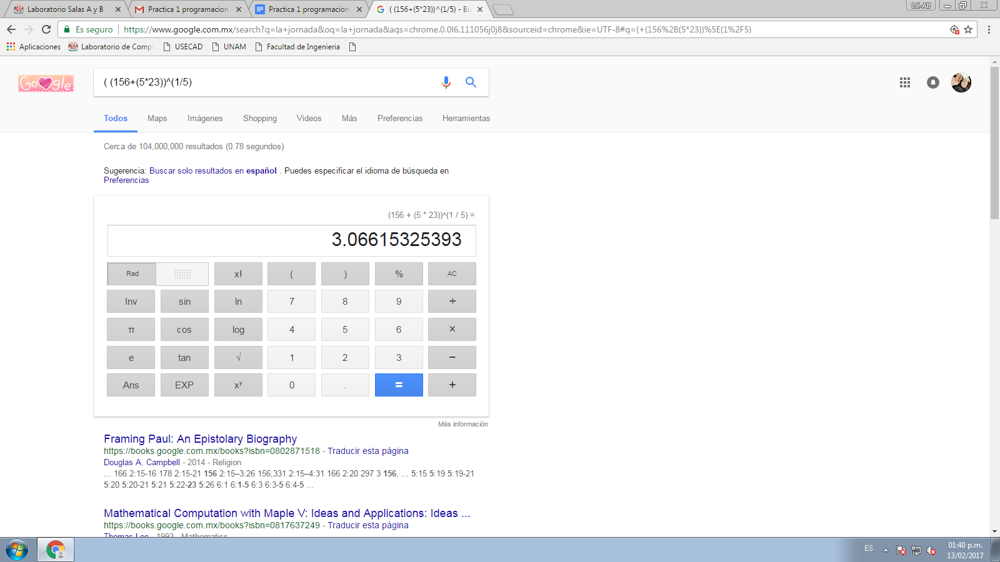 Laboratorio Salas A y B
Practica 1 programacion
Practica 1 programacion
( (156+(5*23))^(1/5) - Bu
LC-AB
Es seguro
https://www.google.com.mx/search?q=la+jornada&oq=la+jornada&aqs=chrome.0.0l6.111056j0j8&sourceid=chrome&ie=UTF-8#q=(+(156%2B(5*23))%5E(1%2F5)
Aplicaciones
Laboratorio de Comp
USECAD
UNAM
Facultad de Ingenieria
Google
( (156+(5*23))^(1/5)
Todos Maps Imágenes Shopping Videos Más Preferencias Herramientas
Cerca de 104,000,000 resultados (0.78 segundos)
Sugerencia: Buscar solo resultados en español . Puedes especificar el idioma de búsqueda en
Preferencias
(156 + (5 * 23))^(1 / 5) =
3.06615325393
Rad x! ( ) % AC
Inv sin ln 7 8 9 ÷
π cos log 4 5 6 ×
e tan √ 1 2 3 −
Ans EXP xʸ 0 . = +
Más información
Framing Paul: An Epistolary Biography
https://books.google.com.mx/books?isbn=0802871518 - Traducir esta página
Douglas A. Campbell - 2014 - Religion
... 166 2:15-16 178 2:15-21 156 2:15–3:26 156,331 2:15–4:31 166 2:20 297 3 156, ... 5:15 5:19 5:19-21
5:20 5:20-21 5:21 5:22-23 5:26 6:1 6:1-5 6:3 6:3-5 6:4-5 ...
Mathematical Computation with Maple V: Ideas and Applications: Ideas ...
https://books.google.com.mx/books?isbn=0817637249 - Traducir esta página
Thomas Lee - 1993 - Mathematics
ES
01:40 p.m.
13/02/2017